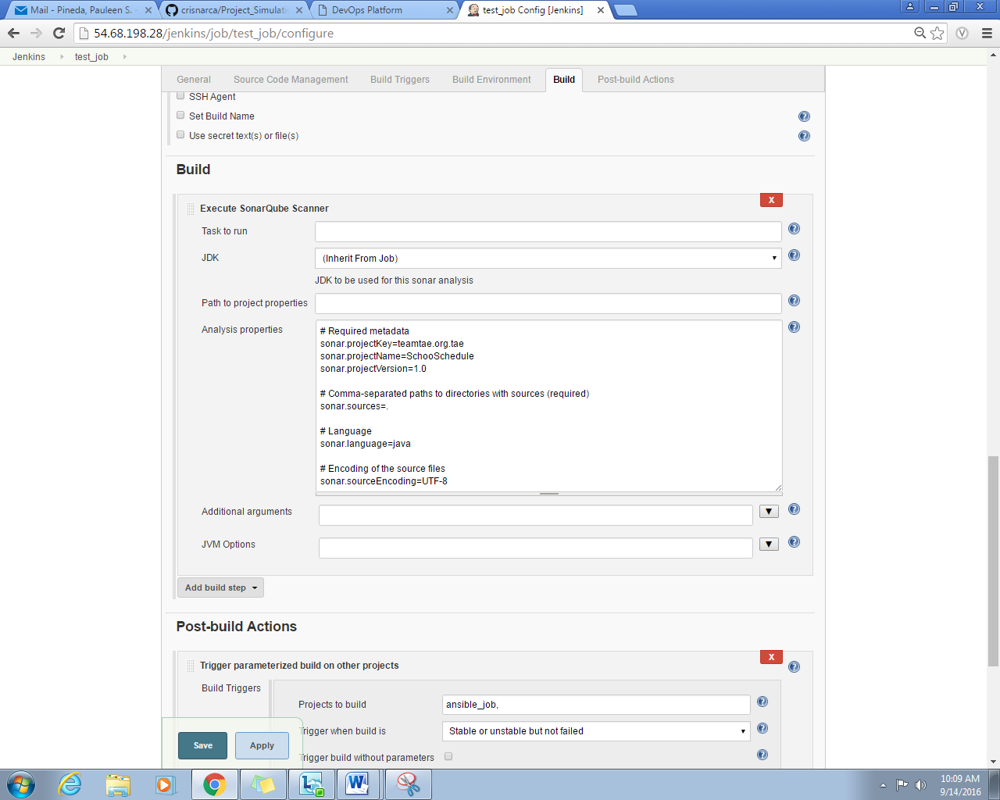 Mail - Pineda, Pauleen S. -
crisnarca/Project_Simulati
DevOps Platform
test_job Config [Jenkins]
54.68.198.28/jenkins/job/test_job/configure
Jenkins
test_job
General
Source Code Management
Build Triggers
Build Environment
Build
Post-build Actions
SSH Agent
Set Build Name
Use secret text(s) or file(s)
Build
X
Execute SonarQube Scanner
Task to run
JDK
(Inherit From Job)
JDK to be used for this sonar analysis
Path to project properties
Analysis properties
# Required metadata
sonar.projectKey=teamtae.org.tae
sonar.projectName=SchooSchedule
sonar.projectVersion=1.0
# Comma-separated paths to directories with sources (required)
sonar.sources=.
# Language
sonar.language=java
# Encoding of the source files
sonar.sourceEncoding=UTF-8
Additional arguments
JVM Options
Add build step
Post-build Actions
X
Trigger parameterized build on other projects
Build Triggers
Projects to build
ansible_job,
Trigger when build is
Stable or unstable but not failed
Trigger build without parameters
Save
Apply
10:09 AM
9/14/2016